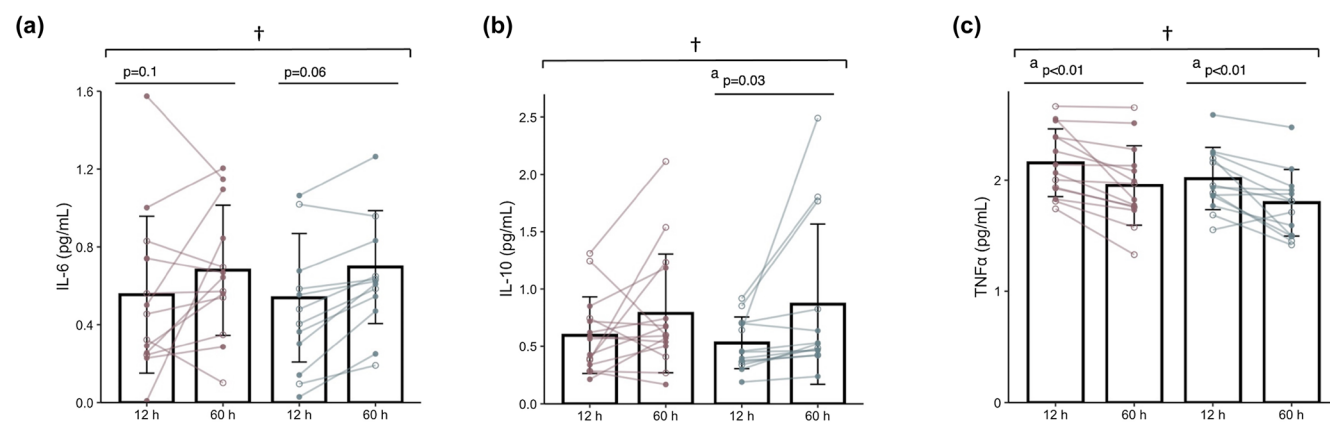 (a)
†
p=0.1
p=0.06
1.6
1.2
0.8
0.4
0.0
IL-6 (pg/mL)
12 h
60 h
12 h
60 h
(b)
†
a p=0.03
2.5
2.0
1.5
1.0
0.5
0.0
IL-10 (pg/mL)
12 h
60 h
12 h
60 h
(c)
†
a p<0.01
a p<0.01
2
1
0
TNFα (pg/mL)
12 h
60 h
12 h
60 h